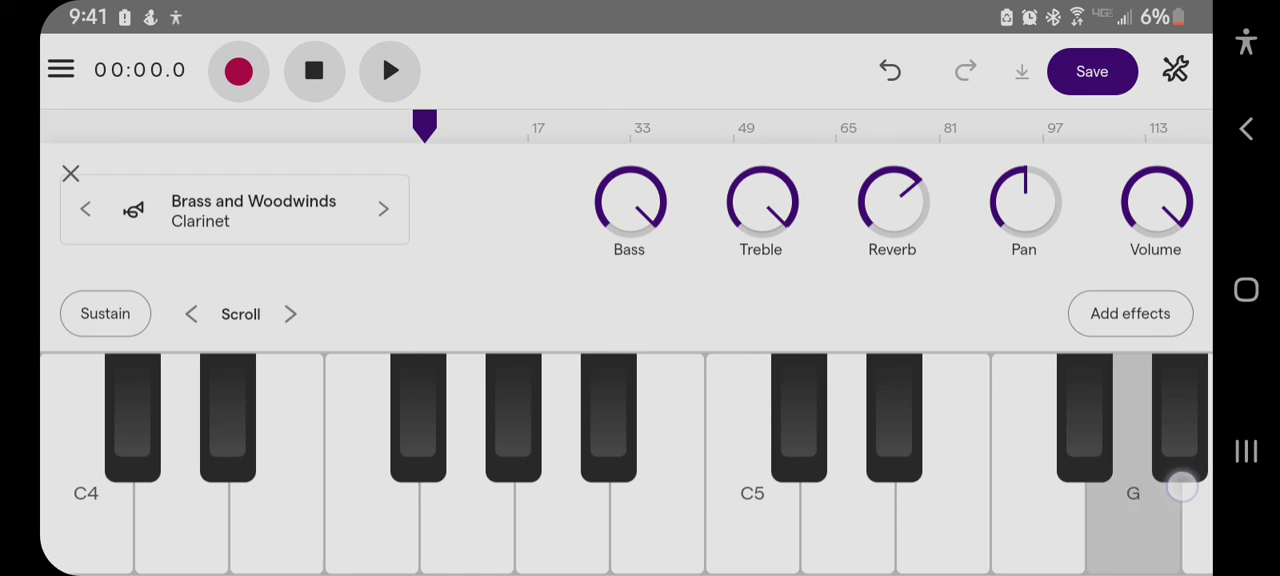 9:41
4G
6%
00:00.0
Save
17 33 49 65 81 97 113
Brass and Woodwinds
Clarinet
Bass Treble Reverb Pan Volume
Sustain Scroll Add effects
C4 C5 G